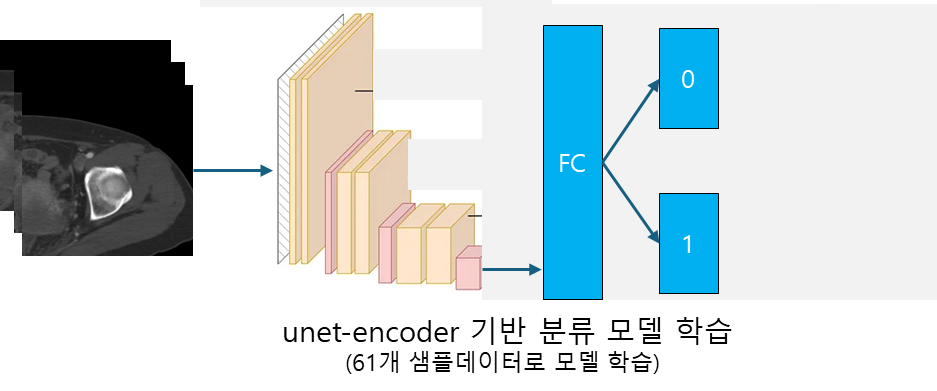 FC
0
1
unet-encoder 기반 분류 모델 학습
(61개 샘플데이터로 모델 학습)